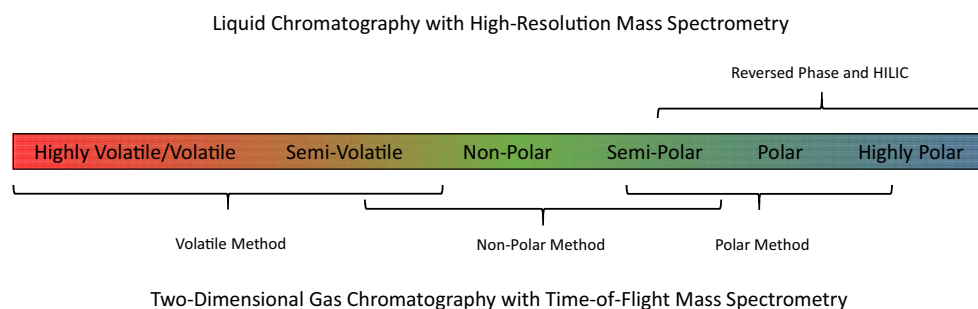 Liquid Chromatography with High-Resolution Mass Spectrometry
Reversed Phase and HILIC
Highly Volatile/Volatile Semi-Volatile Non-Polar Semi-Polar Polar Highly Polar
Volatile Method Non-Polar Method Polar Method
Two-Dimensional Gas Chromatography with Time-of-Flight Mass Spectrometry